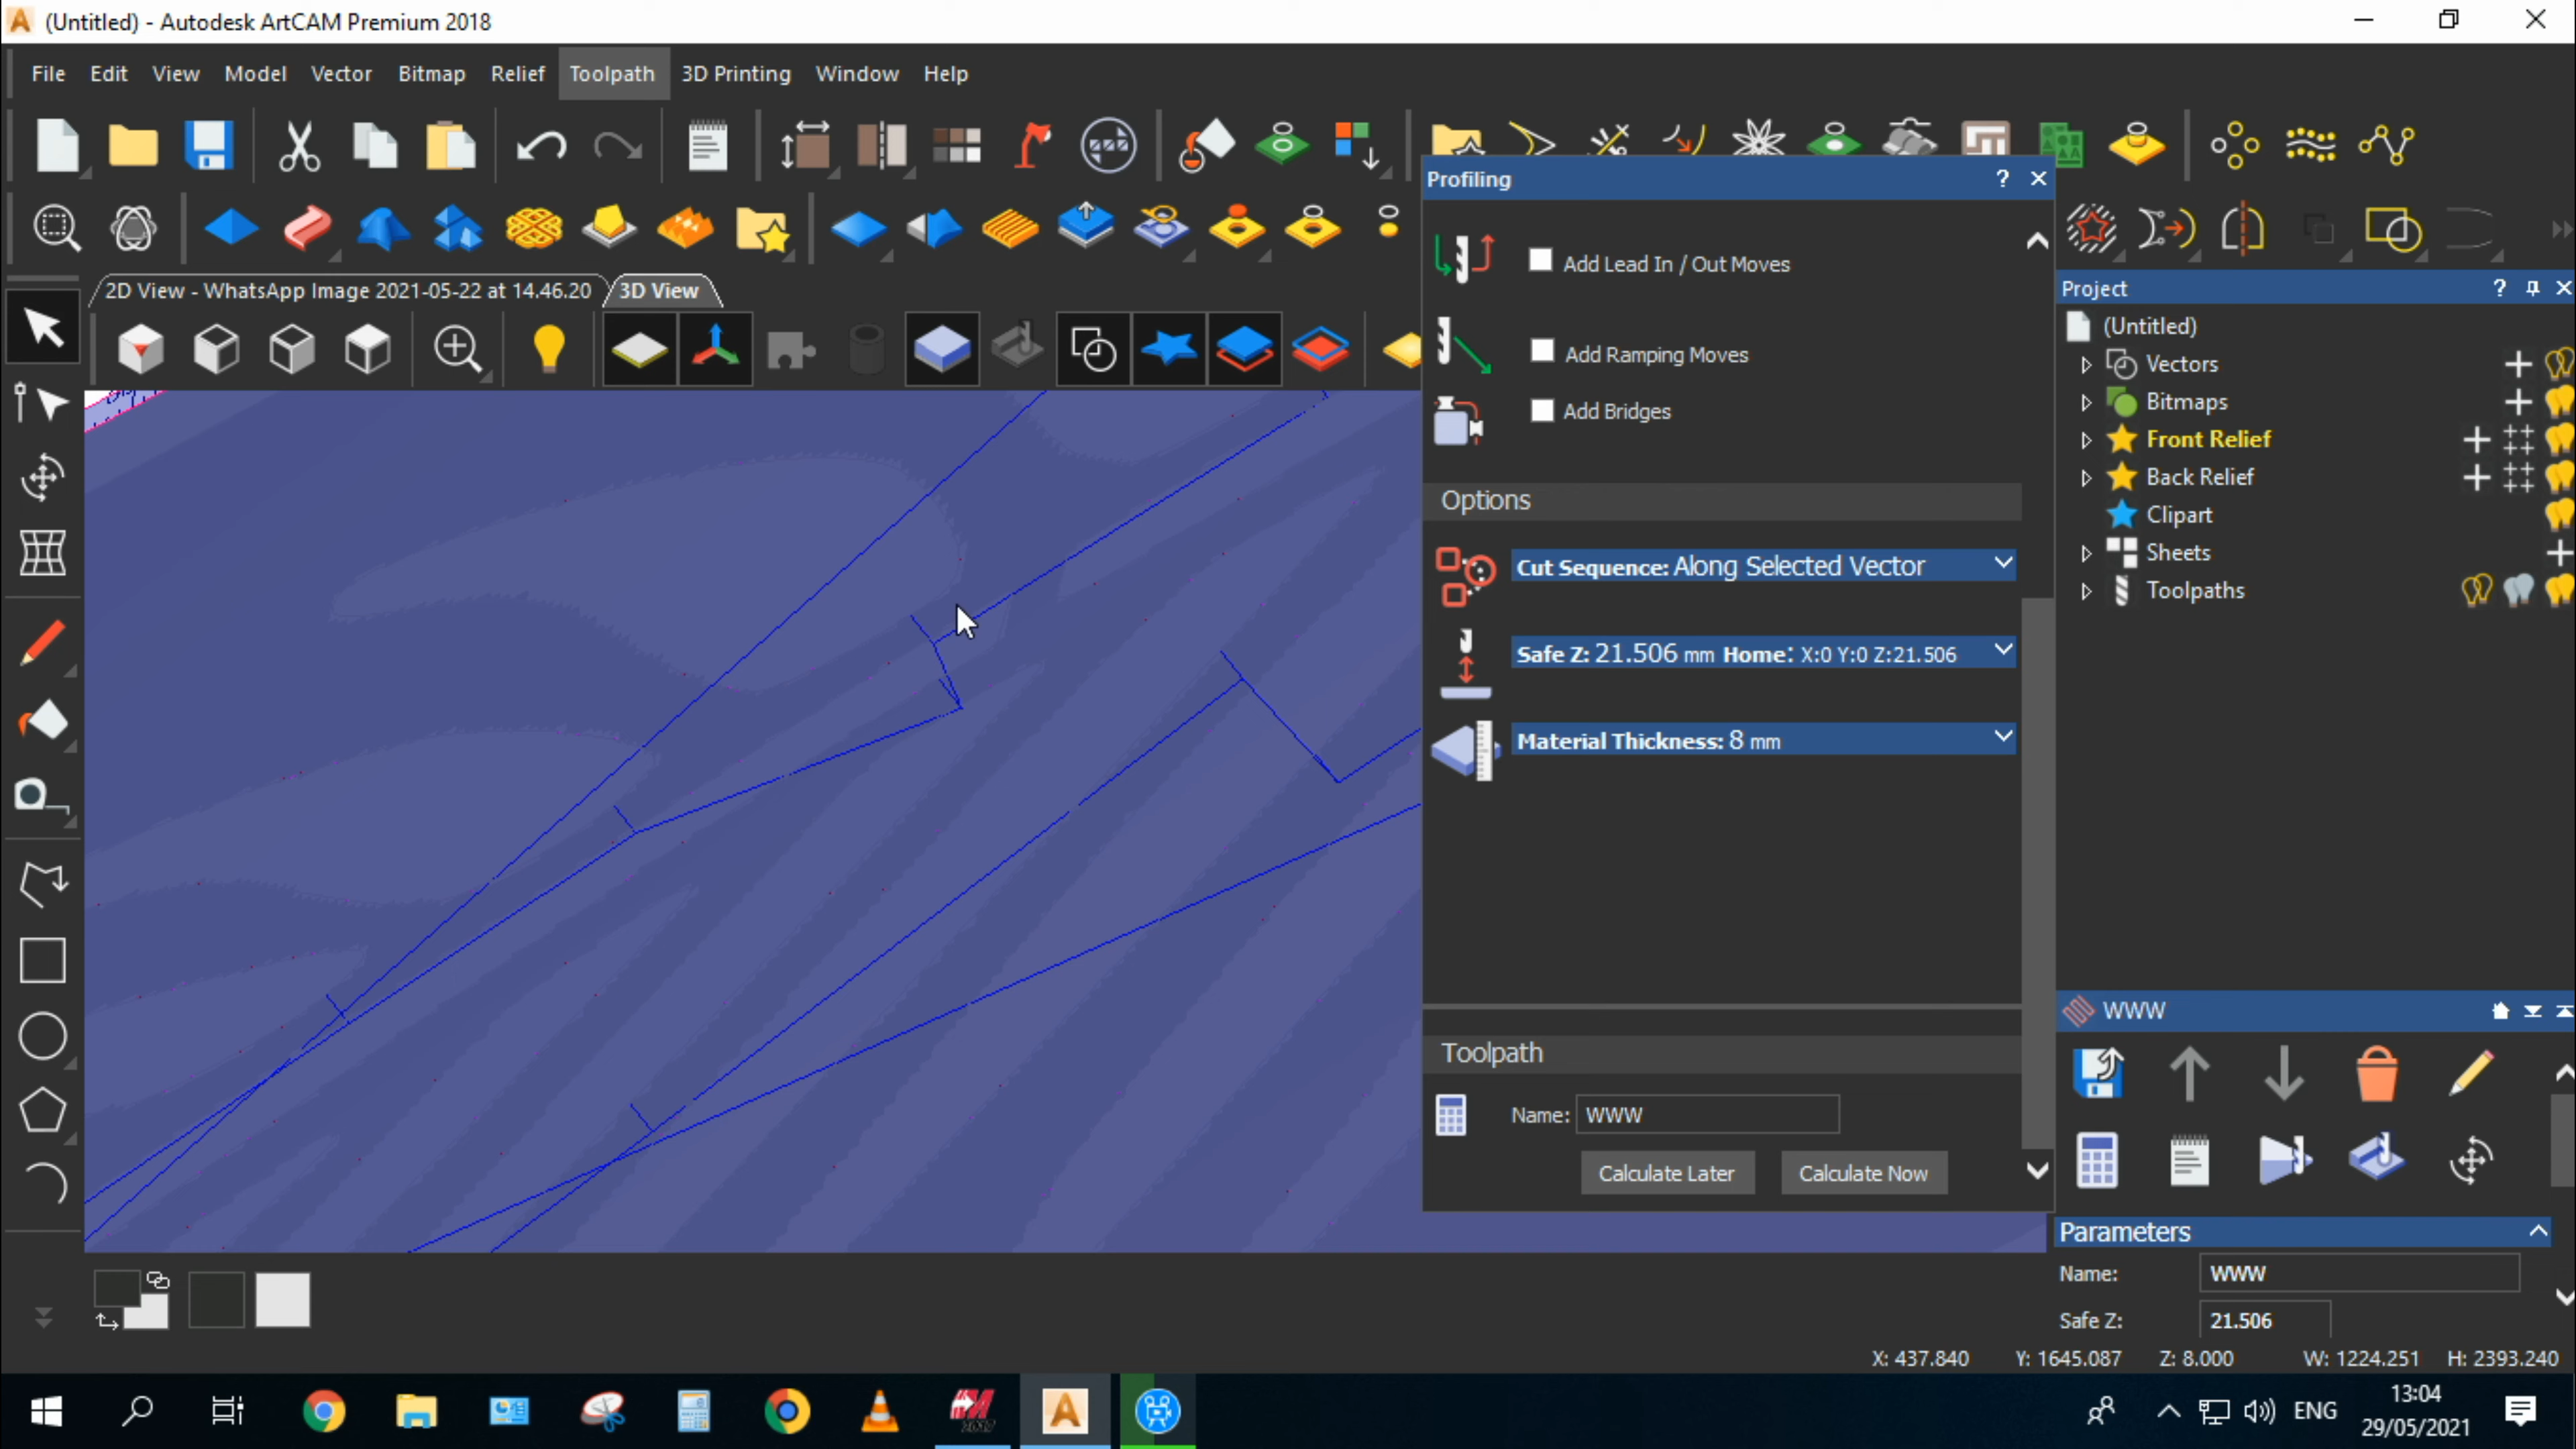 (Untitled) - Autodesk ArtCAM Premium 2018
File Edit View Model Vector Bitmap Relief Toolpath 3D Printing Window Help
Profiling
2D View - WhatsApp Image 2021-05-22 at 14.46.20
3D View
Add Lead In / Out Moves
Add Ramping Moves
Add Bridges
Options
Cut Sequence: Along Selected Vector
Safe Z: 21.506 mm Home: X:0 Y:0 Z:21.506
Material Thickness: 8 mm
Toolpath
Name: WWW
Calculate Later Calculate Now
Project
(Untitled)
Vectors
Bitmaps
Front Relief
Back Relief
Clipart
Sheets
Toolpaths
WWW
Parameters
Name: WWW
Safe Z: 21.506
X: 437.840 Y: 1645.087 Z: 8.000 W: 1224.251 H: 2393.240
ENG
13:04
29/05/2021